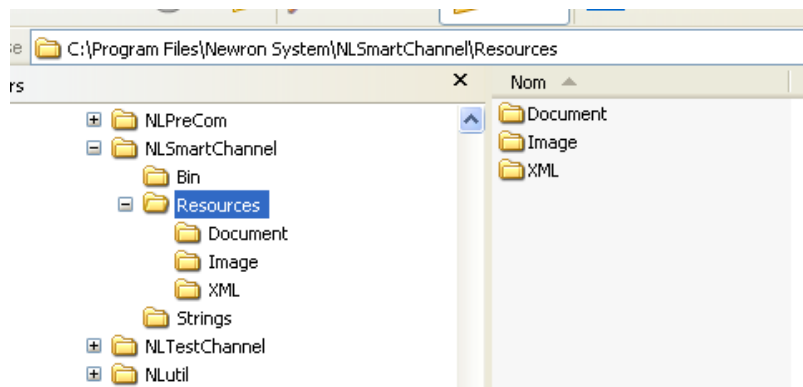 C:\Program Files\Newron System\NLSmartChannel\Resources
Nom
NLPreCom
NLSmartChannel
Bin
Resources
Document
Image
XML
Strings
NLTestChannel
NLutil
Document
Image
XML